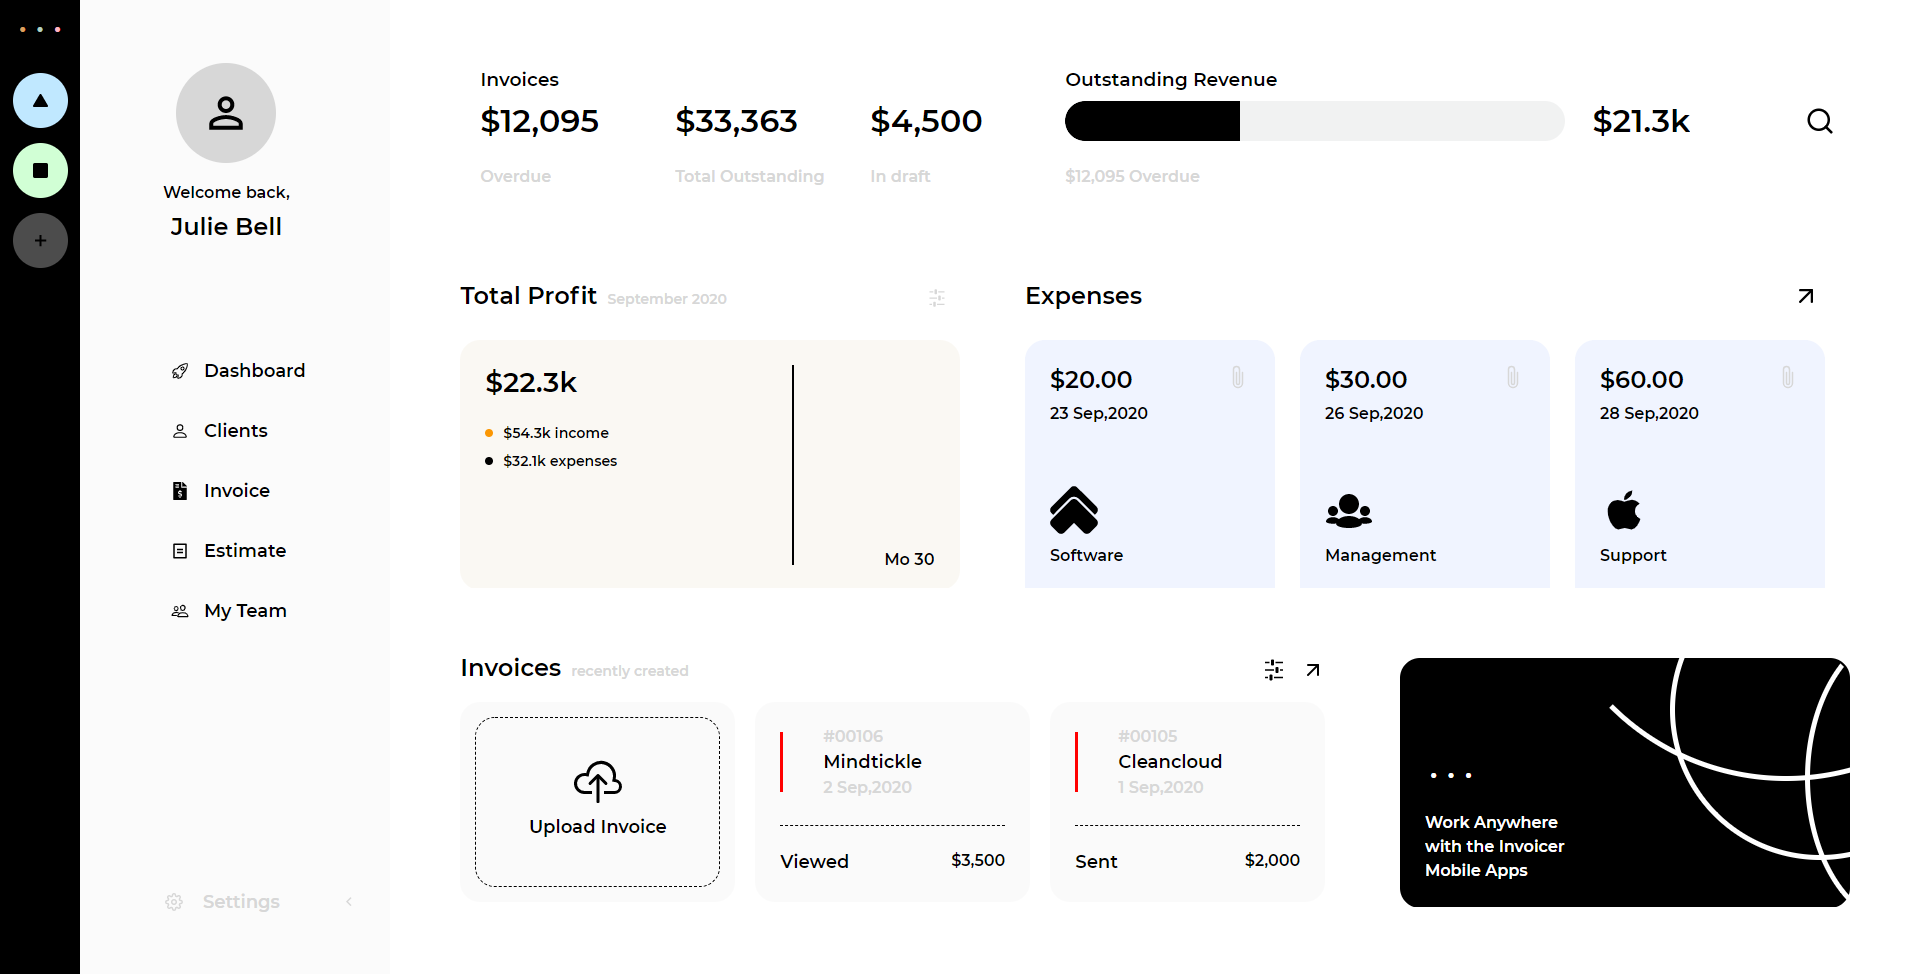 Welcome back,
Julie Bell
Dashboard
Clients
Invoice
Estimate
My Team
Settings
Invoices
$12,095
$33,363
$4,500
Overdue
Total Outstanding
In draft
Outstanding Revenue
$21.3k
$12,095 Overdue
Total Profit September 2020
$22.3k
$54.3k income
$32.1k expenses
Mo 30
Expenses
$20.00
23 Sep,2020
Software
$30.00
26 Sep,2020
Management
$60.00
28 Sep,2020
Support
Invoices recently created
Upload Invoice
#00106
Mindtickle
2 Sep,2020
Viewed $3,500
#00105
Cleancloud
1 Sep,2020
Sent $2,000
Work Anywhere
with the Invoicer
Mobile Apps